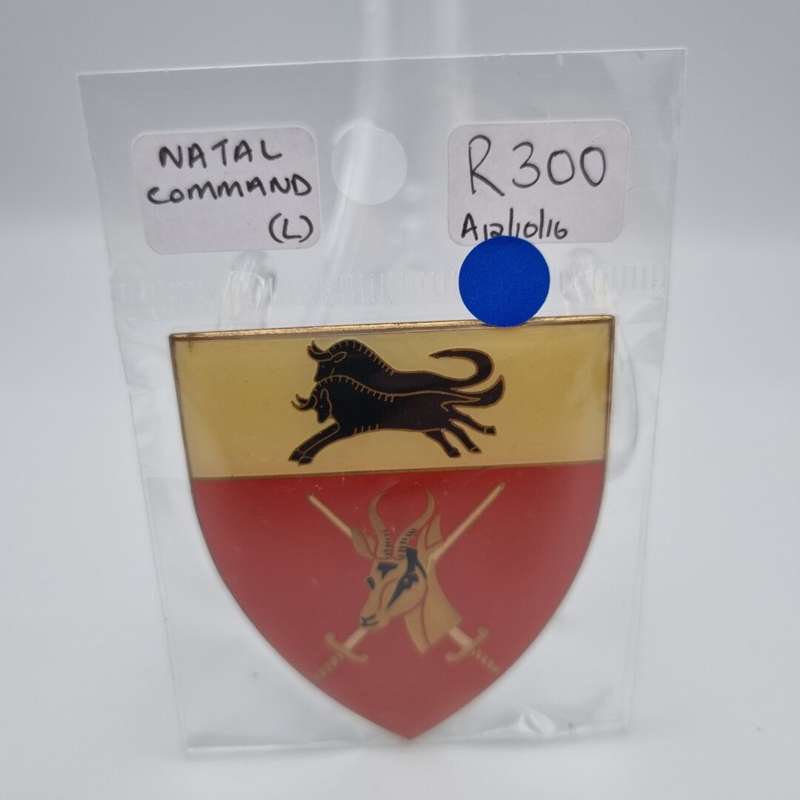 NATAL
COMMAND
(L)
R300
A12/10/16